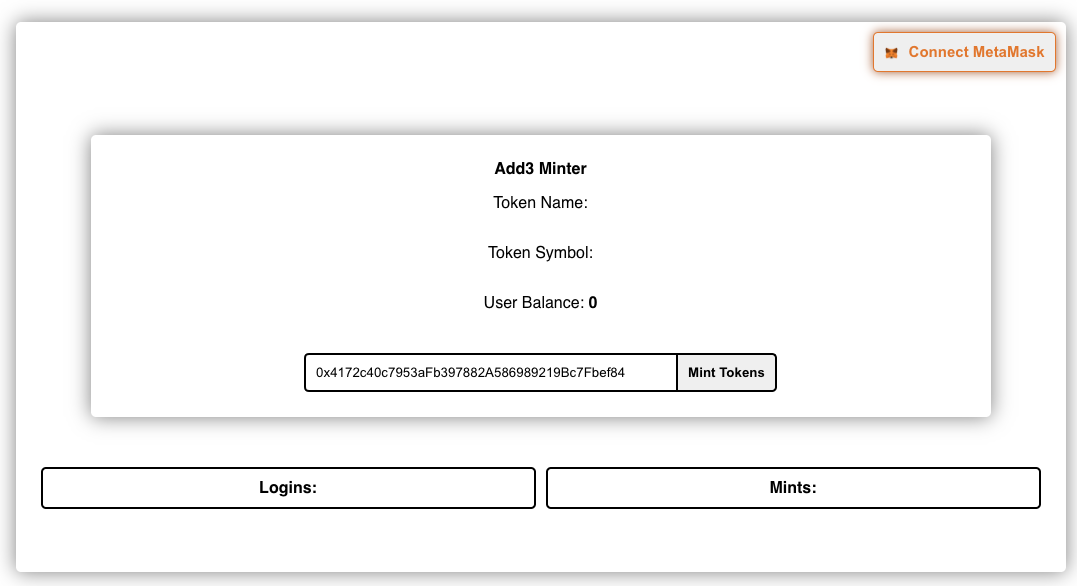 Connect MetaMask
Add3 Minter
Token Name:
Token Symbol:
User Balance: 0
0x4172c40c7953aFb397882A586989219Bc7Fbef84 Mint Tokens
Logins: Mints: